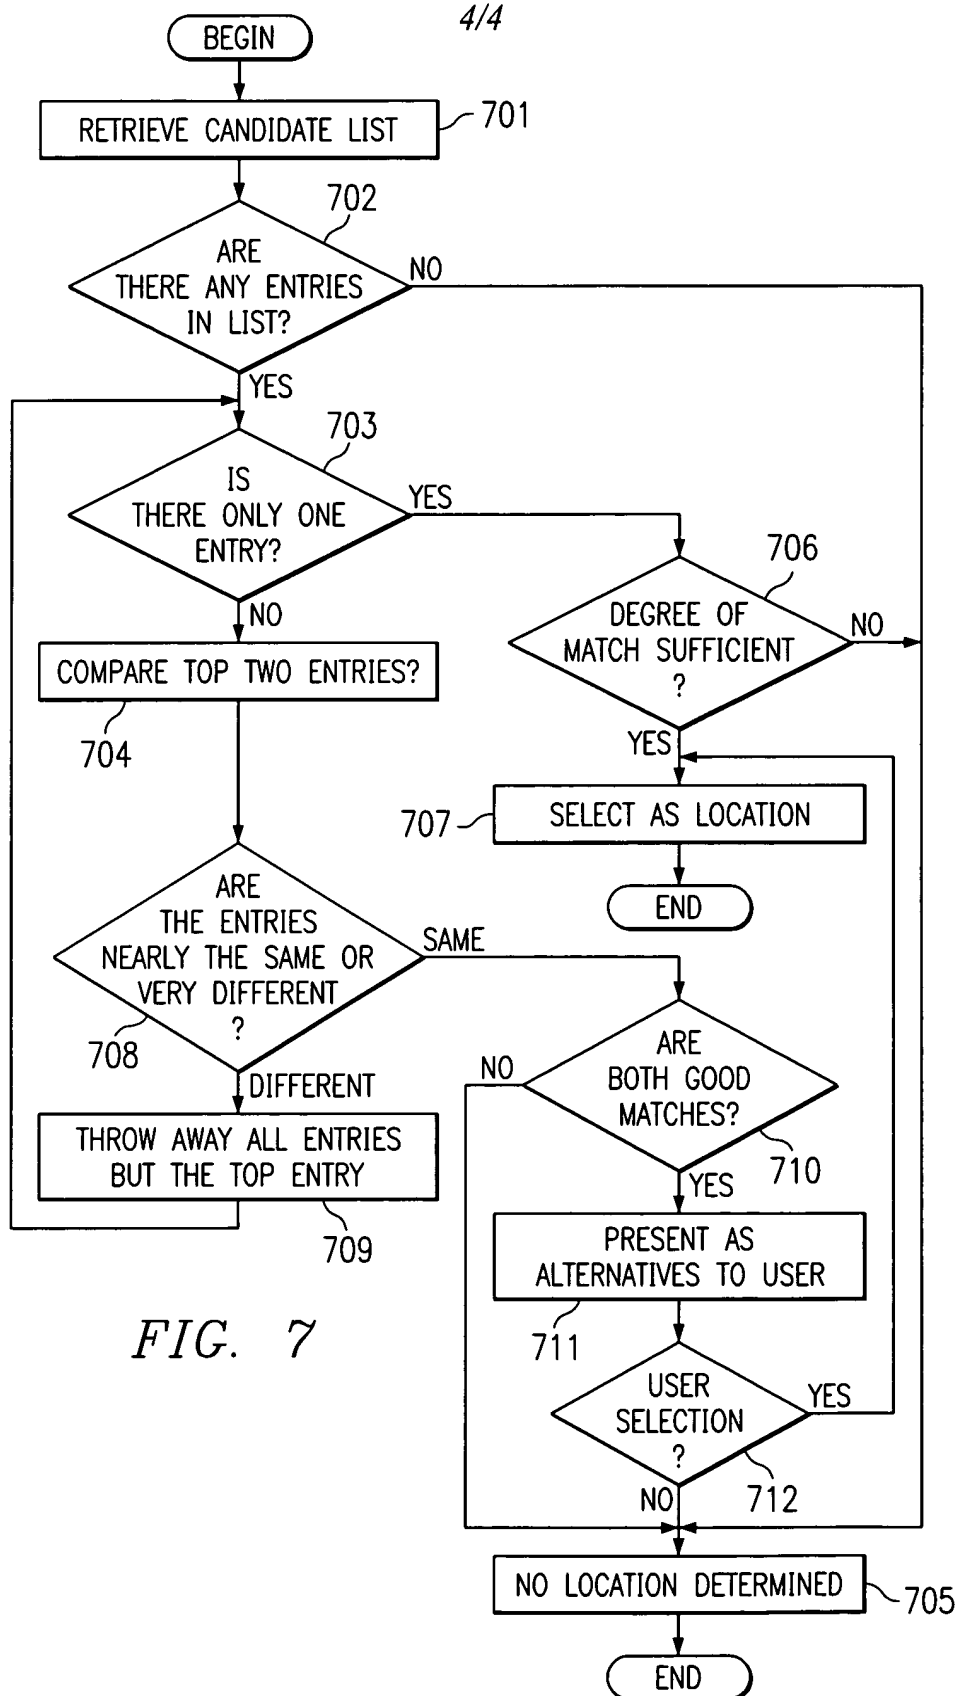 4/4
BEGIN
RETRIEVE CANDIDATE LIST
701
702
ARE
THERE ANY ENTRIES
IN LIST?
NO
YES
703
IS
THERE ONLY ONE
ENTRY?
YES
NO
706
DEGREE OF
MATCH SUFFICIENT
?
NO
YES
COMPARE TOP TWO ENTRIES?
704
707
SELECT AS LOCATION
END
ARE
THE ENTRIES
NEARLY THE SAME OR
VERY DIFFERENT
?
SAME
708
DIFFERENT
THROW AWAY ALL ENTRIES
BUT THE TOP ENTRY
709
ARE
BOTH GOOD
MATCHES?
NO
710
YES
PRESENT AS
ALTERNATIVES TO USER
711
USER
SELECTION
?
YES
712
NO
NO LOCATION DETERMINED
705
END
FIG. 7